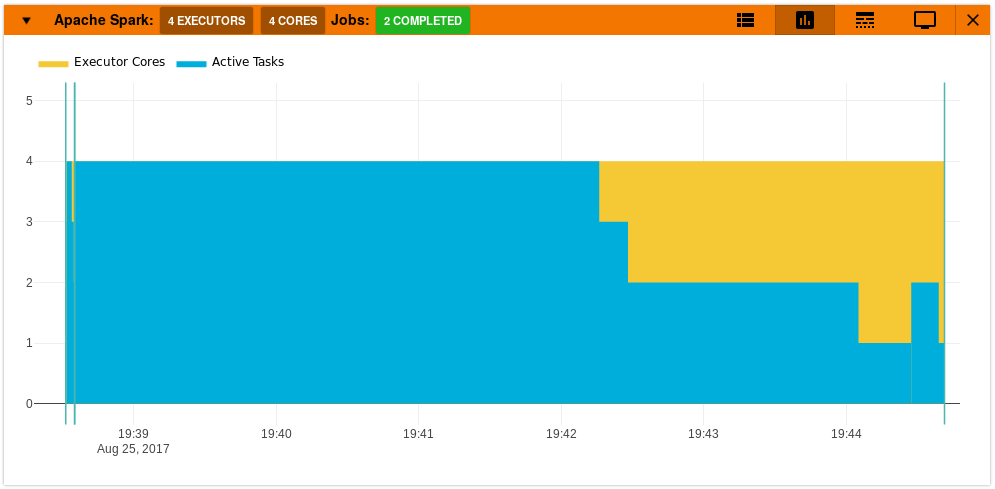 Apache Spark: 4 EXECUTORS 4 CORES Jobs: 2 COMPLETED
Executor Cores Active Tasks
5
4
3
2
1
0
19:39 19:40 19:41 19:42 19:43 19:44
Aug 25, 2017